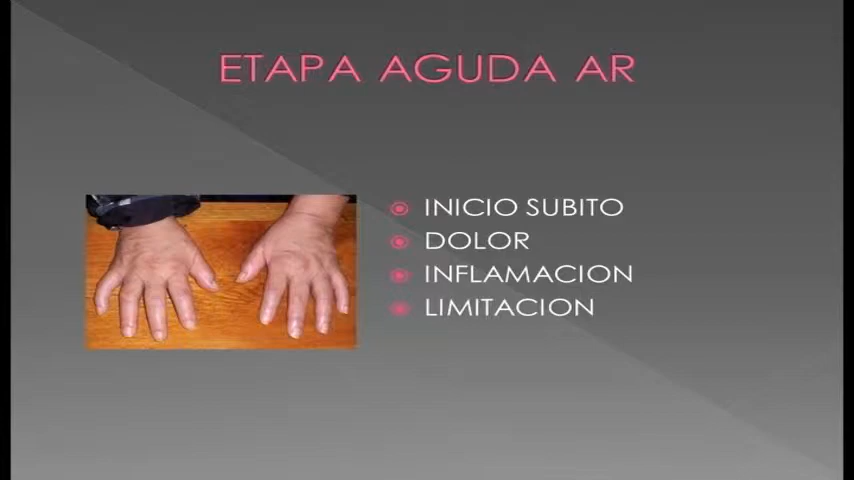 ETAPA AGUDA AR
INICIO SUBITO
DOLOR
INFLAMACION
LIMITACION